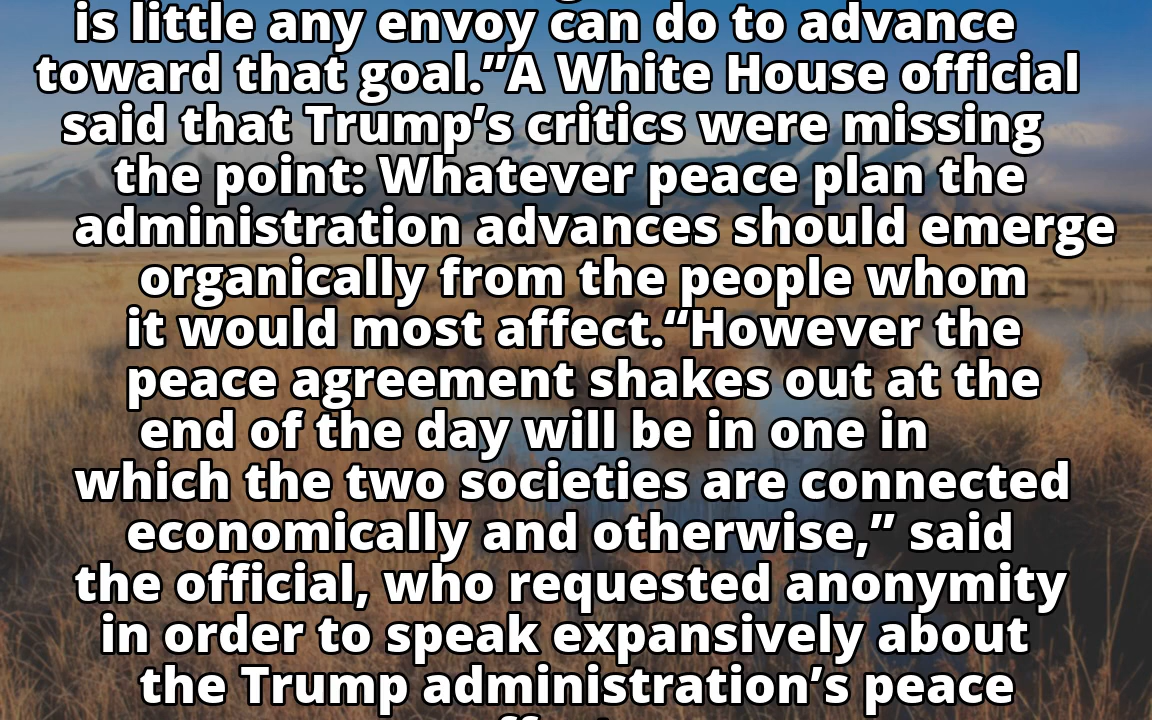 is little any envoy can do to advance
toward that goal.”A White House official
said that Trump’s critics were missing
the point: Whatever peace plan the
administration advances should emerge
organically from the people whom
it would most affect.“However the
peace agreement shakes out at the
end of the day will be in one in
which the two societies are connected
economically and otherwise,” said
the official, who requested anonymity
in order to speak expansively about
the Trump administration’s peace